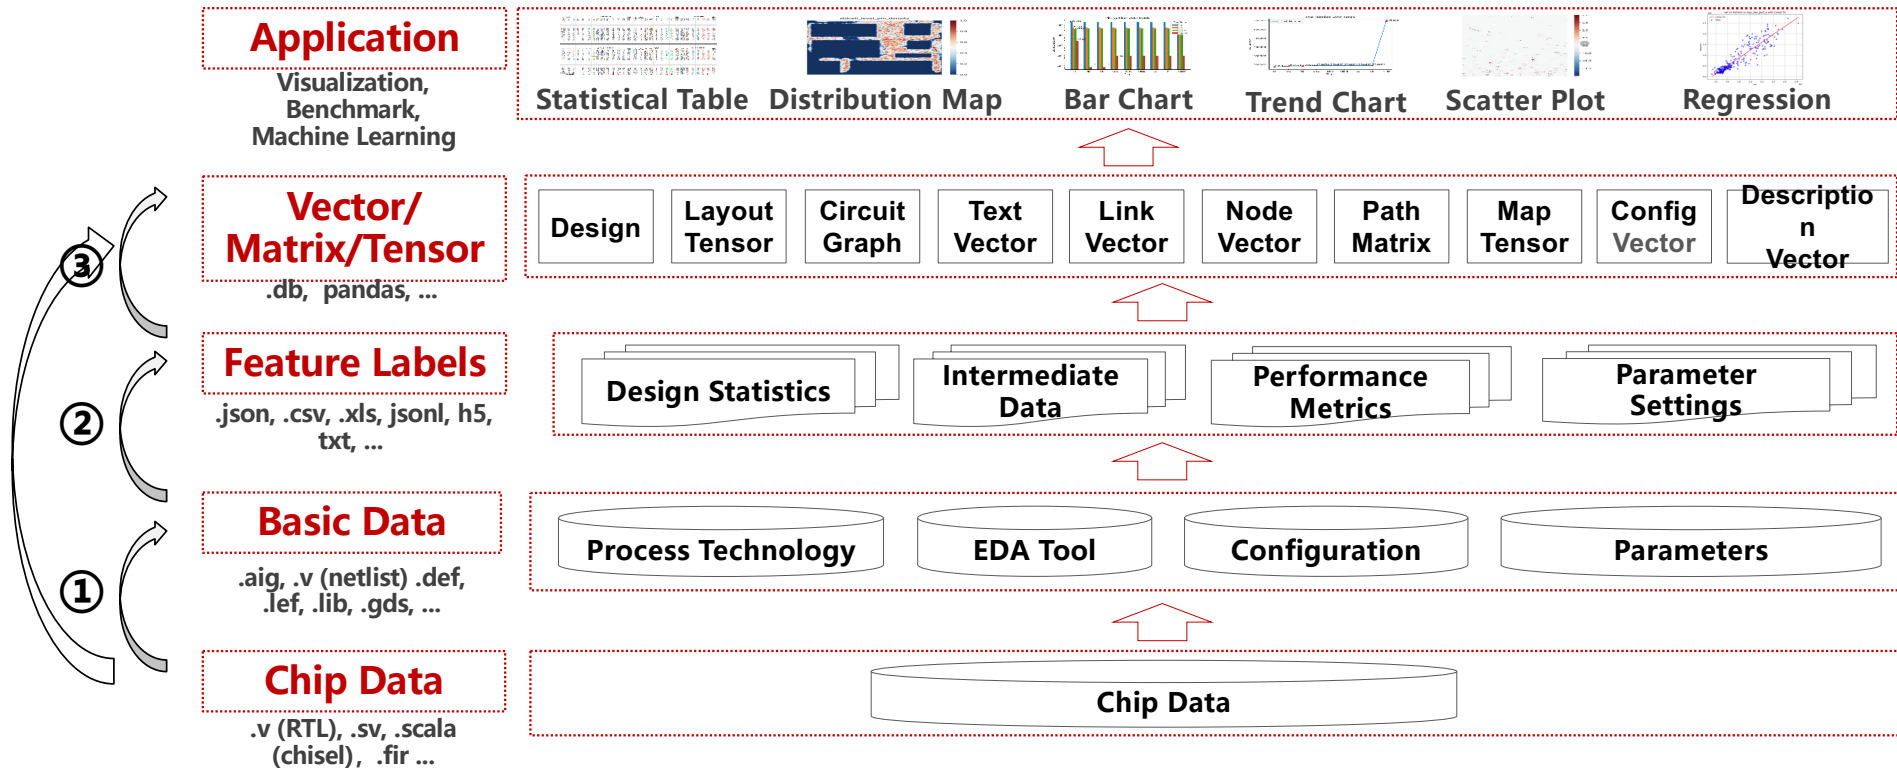 Application
Visualization,
Benchmark,
Machine Learning
Statistical Table
Distribution Map
Bar Chart
Trend Chart
Scatter Plot
Regression
Vector/
Matrix/Tensor
.db, pandas, ...
Design
Layout
Tensor
Circuit
Graph
Text
Vector
Link
Vector
Node
Vector
Path
Matrix
Map
Tensor
Config
Vector
Descriptio
n
Vector
③
Feature Labels
.json, .csv, .xls, jsonl, h5,
txt, ...
Design Statistics
Intermediate
Data
Performance
Metrics
Parameter
Settings
②
Basic Data
.aig, .v (netlist) .def,
.lef, .lib, .gds, ...
Process Technology
EDA Tool
Configuration
Parameters
①
Chip Data
.v (RTL), .sv, .scala
(chisel), .fir ...
Chip Data